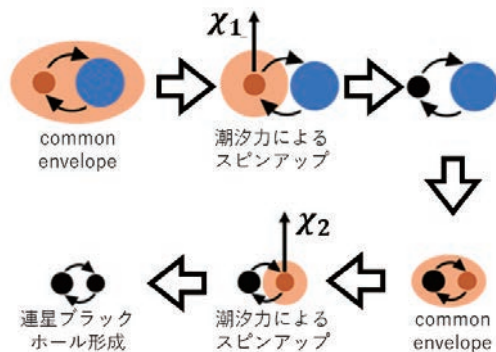 χ₁
common
envelope
潮汐力による
スピンアップ
χ₂
連星ブラック
ホール形成
潮汐力による
スピンアップ
common
envelope